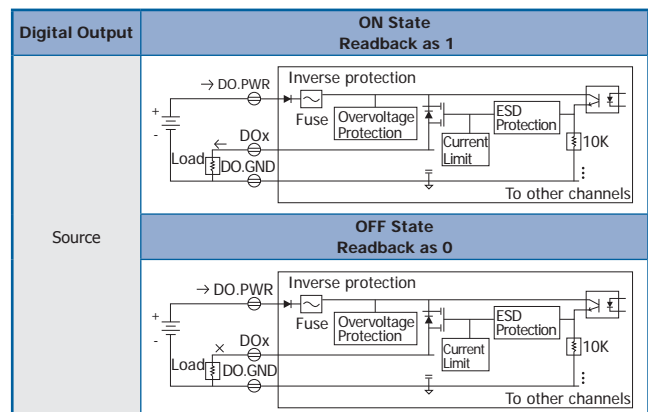 Digital Output
ON State
Readback as 1
Source
Inverse protection
→ DO.PWR
+
-
Fuse
Overvoltage
Protection
ESD
Protection
← DOx
Current
Limit
10K
Load
DO.GND
To other channels
OFF State
Readback as 0
Inverse protection
→ DO.PWR
+
-
Fuse
Overvoltage
Protection
ESD
Protection
× DOx
Current
Limit
10K
Load
DO.GND
To other channels